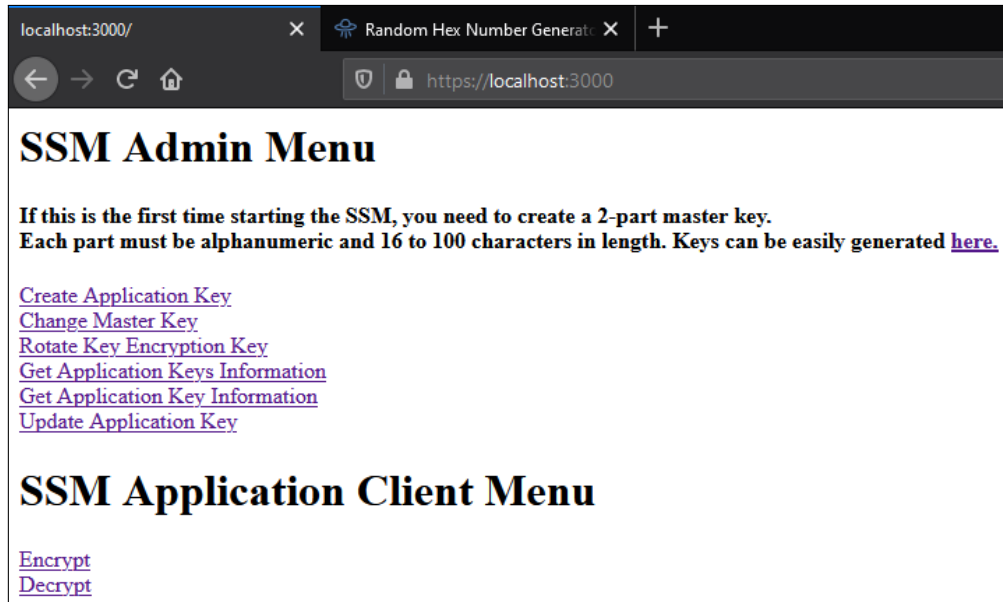 localhost:3000/
Random Hex Number Generato
https://localhost:3000
SSM Admin Menu
If this is the first time starting the SSM, you need to create a 2-part master key.
Each part must be alphanumeric and 16 to 100 characters in length. Keys can be easily generated here.
Create Application Key
Change Master Key
Rotate Key Encryption Key
Get Application Keys Information
Get Application Key Information
Update Application Key
SSM Application Client Menu
Encrypt
Decrypt